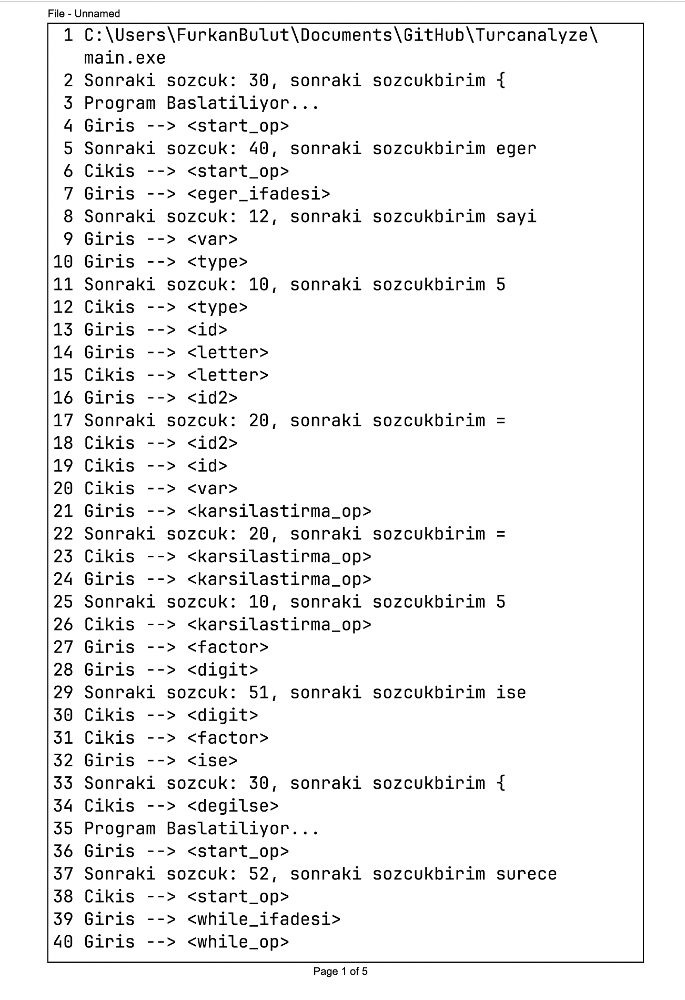 File - Unnamed
1 C:\Users\FurkanBulut\Documents\GitHub\Turcanalyze\
main.exe
2 Sonraki sozcuk: 30, sonraki sozcukbirim {
3 Program Baslatiliyor...
4 Giris --> <start_op>
5 Sonraki sozcuk: 40, sonraki sozcukbirim eger
6 Cikis --> <start_op>
7 Giris --> <eger_ifadesi>
8 Sonraki sozcuk: 12, sonraki sozcukbirim sayi
9 Giris --> <var>
10 Giris --> <type>
11 Sonraki sozcuk: 10, sonraki sozcukbirim 5
12 Cikis --> <type>
13 Giris --> <id>
14 Giris --> <letter>
15 Cikis --> <letter>
16 Giris --> <id2>
17 Sonraki sozcuk: 20, sonraki sozcukbirim =
18 Cikis --> <id2>
19 Cikis --> <id>
20 Cikis --> <var>
21 Giris --> <karsilastirma_op>
22 Sonraki sozcuk: 20, sonraki sozcukbirim =
23 Cikis --> <karsilastirma_op>
24 Giris --> <karsilastirma_op>
25 Sonraki sozcuk: 10, sonraki sozcukbirim 5
26 Cikis --> <karsilastirma_op>
27 Giris --> <factor>
28 Giris --> <digit>
29 Sonraki sozcuk: 51, sonraki sozcukbirim ise
30 Cikis --> <digit>
31 Cikis --> <factor>
32 Giris --> <ise>
33 Sonraki sozcuk: 30, sonraki sozcukbirim {
34 Cikis --> <degilse>
35 Program Baslatiliyor...
36 Giris --> <start_op>
37 Sonraki sozcuk: 52, sonraki sozcukbirim surece
38 Cikis --> <start_op>
39 Giris --> <while_ifadesi>
40 Giris --> <while_op>
Page 1 of 5